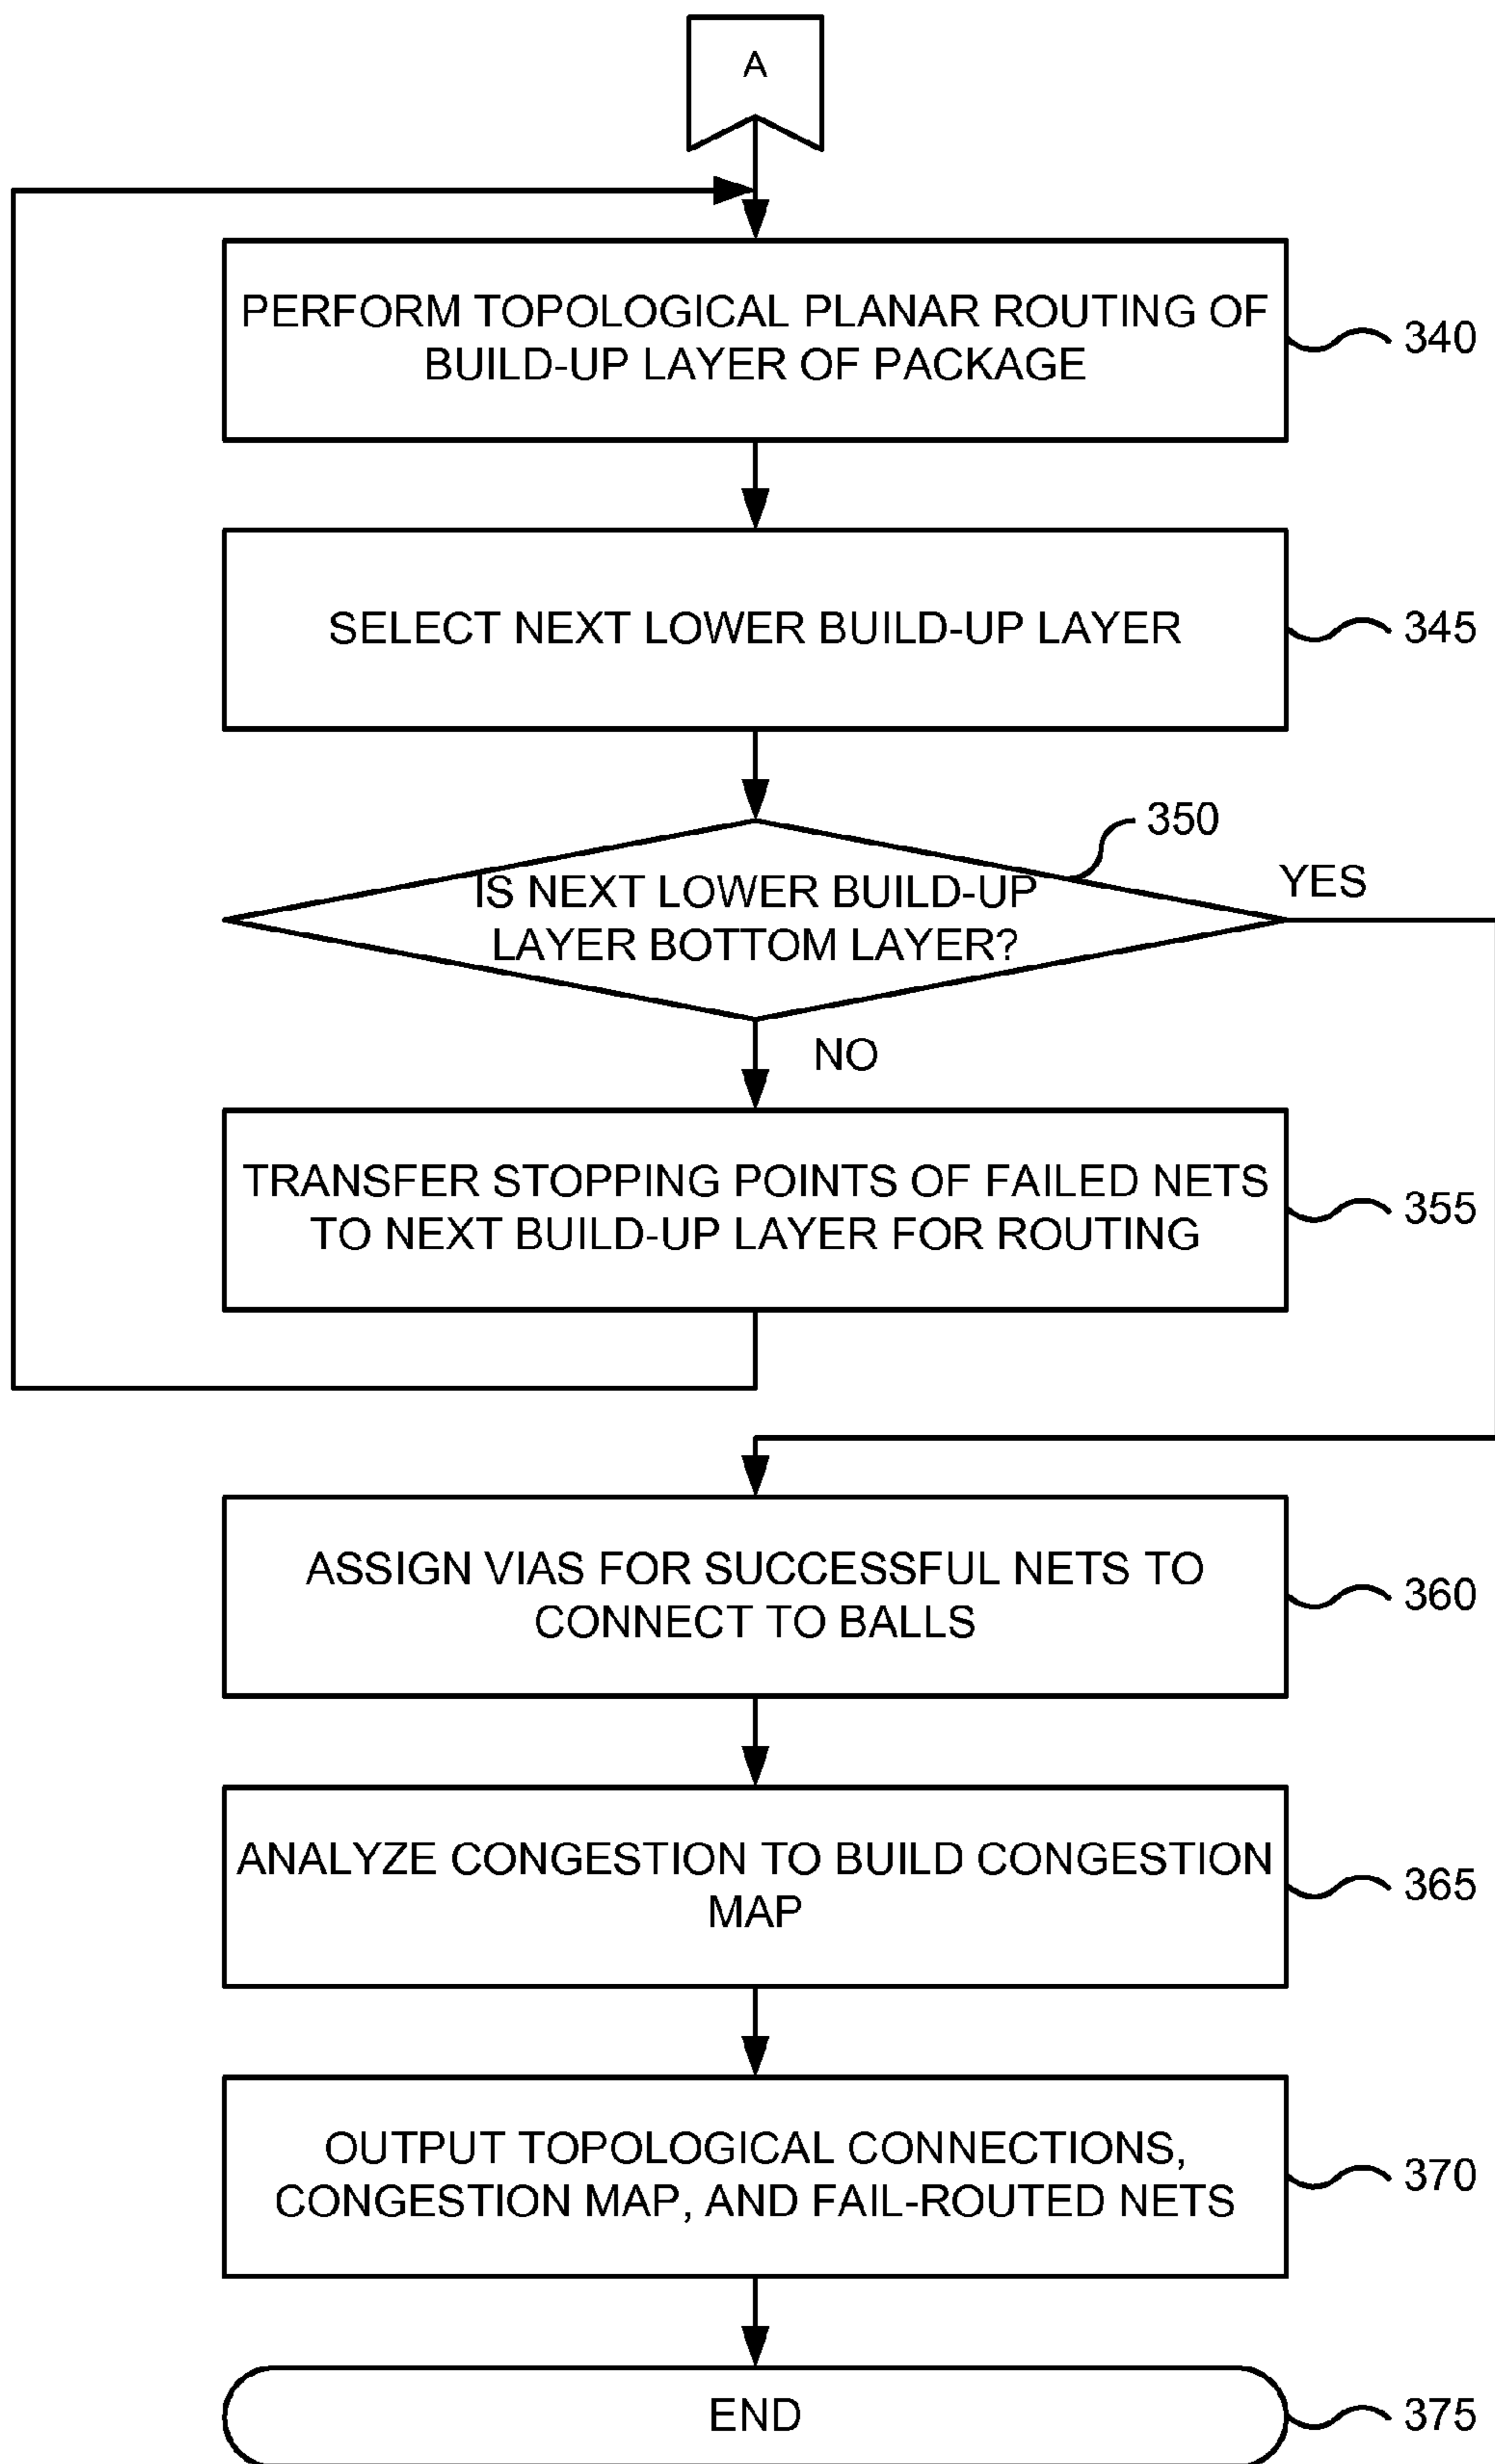 A
PERFORM TOPOLOGICAL PLANAR ROUTING OF
BUILD-UP LAYER OF PACKAGE
340
SELECT NEXT LOWER BUILD-UP LAYER
345
350
IS NEXT LOWER BUILD-UP
LAYER BOTTOM LAYER?
YES
NO
TRANSFER STOPPING POINTS OF FAILED NETS
TO NEXT BUILD-UP LAYER FOR ROUTING
355
ASSIGN VIAS FOR SUCCESSFUL NETS TO
CONNECT TO BALLS
360
ANALYZE CONGESTION TO BUILD CONGESTION
MAP
365
OUTPUT TOPOLOGICAL CONNECTIONS,
CONGESTION MAP, AND FAIL-ROUTED NETS
370
END
375